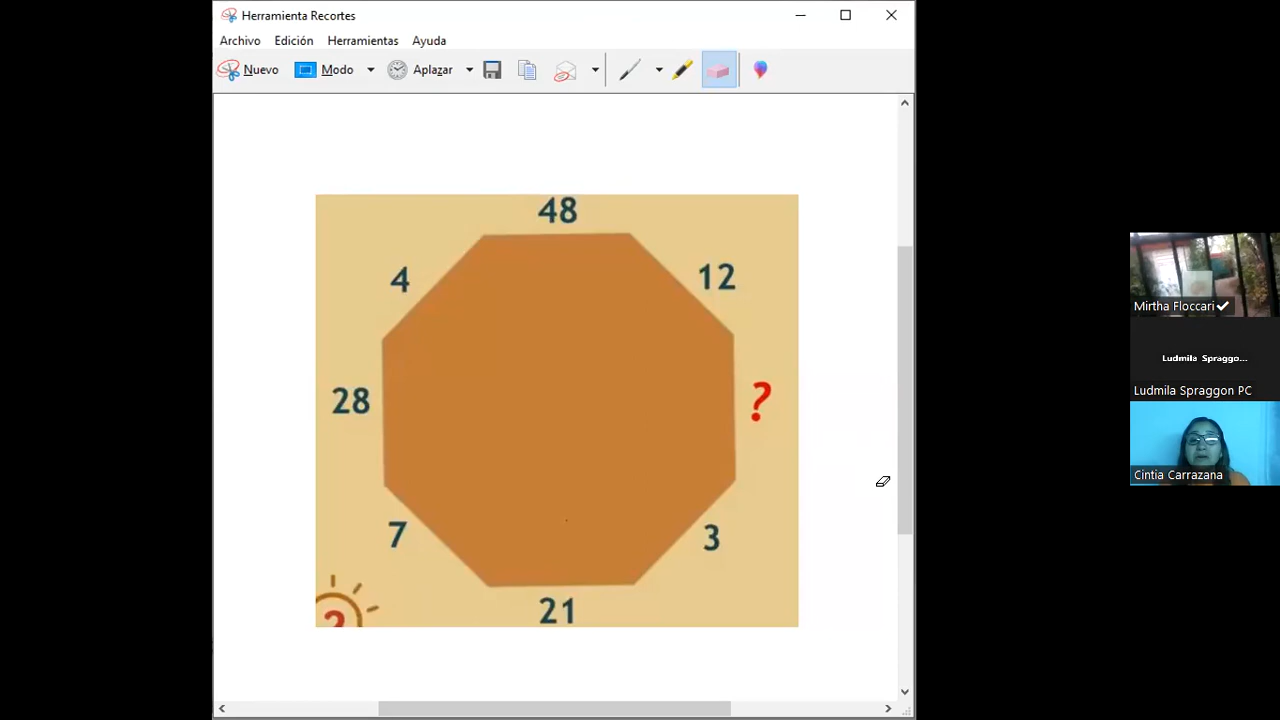 Herramienta Recortes
Archivo Edición Herramientas Ayuda
Nuevo Modo Aplazar
48
4 12
28 ?
7 3
21
2
Mirtha Floccari
Ludmila Spraggo...
Ludmila Spraggon PC
Cintia Carrazana